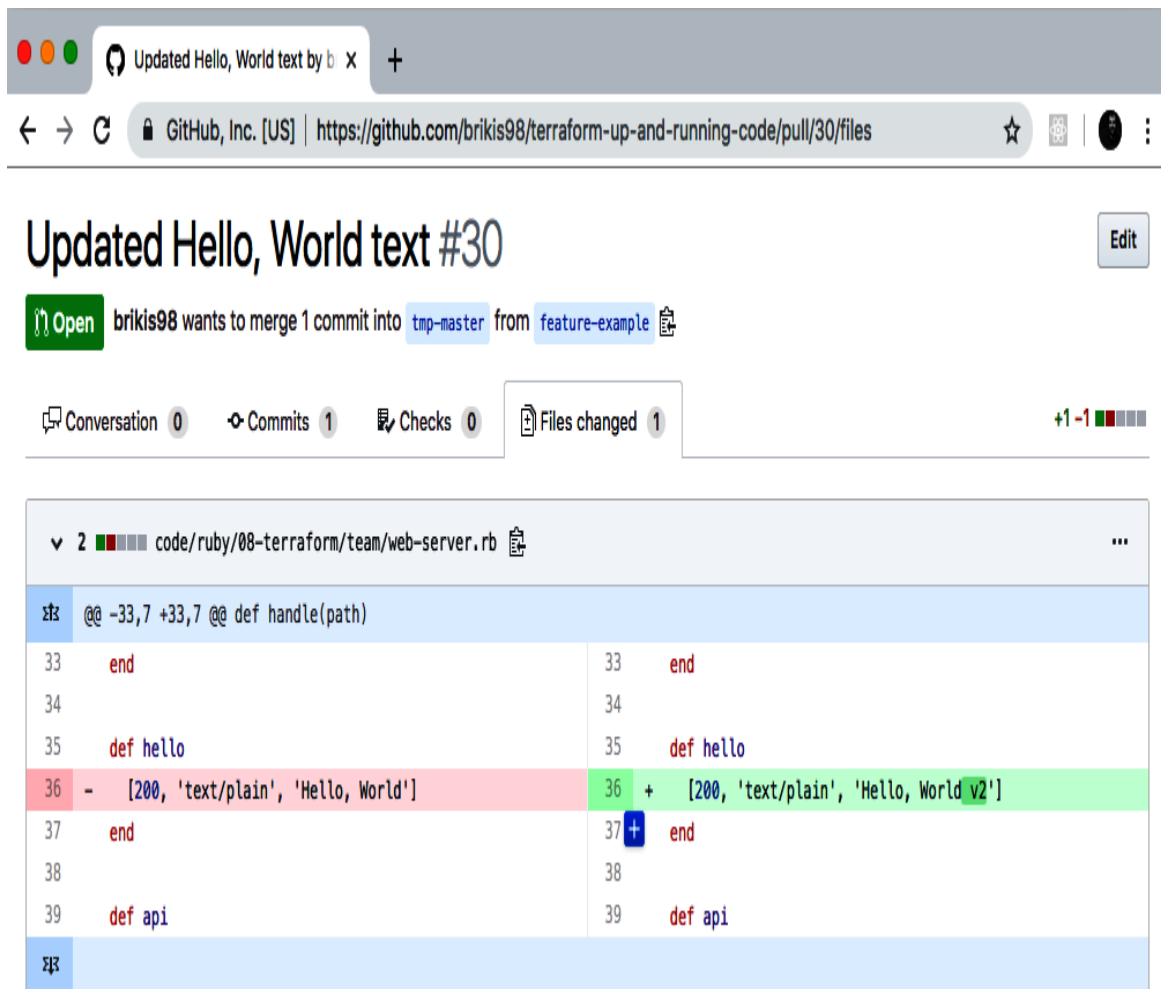 Updated Hello, World text by b
GitHub, Inc. [US] | https://github.com/brikis98/terraform-up-and-running-code/pull/30/files
Updated Hello, World text #30
Edit
Open brikis98 wants to merge 1 commit into tmp-master from feature-example
Conversation 0 Commits 1 Checks 0 Files changed 1 +1 −1
2 code/ruby/08-terraform/team/web-server.rb
@@ -33,7 +33,7 @@ def handle(path)
33 end 33 end
34 34
35 def hello 35 def hello
36 - [200, 'text/plain', 'Hello, World'] 36 + [200, 'text/plain', 'Hello, World v2']
37 end 37 + end
38 38
39 def api 39 def api